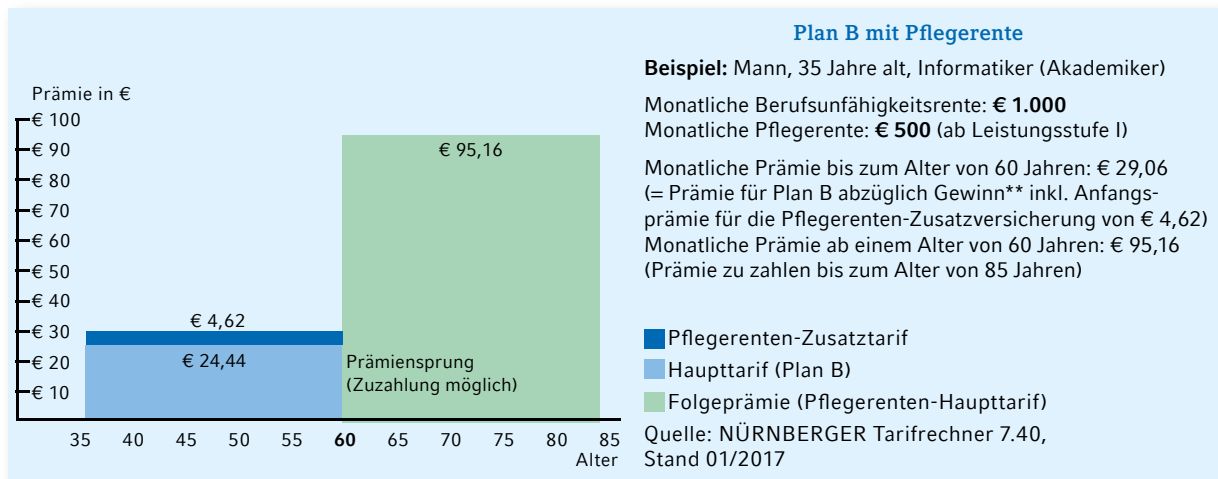 Plan B mit Pflegerente
Beispiel: Mann, 35 Jahre alt, Informatiker (Akademiker)
Monatliche Berufsunfähigkeitsrente: € 1.000
Monatliche Pflegerente: € 500 (ab Leistungsstufe I)
Monatliche Prämie bis zum Alter von 60 Jahren: € 29,06
(= Prämie für Plan B abzüglich Gewinn** inkl. Anfangs-
prämie für die Pflegerenten-Zusatzversicherung von € 4,62)
Monatliche Prämie ab einem Alter von 60 Jahren: € 95,16
(Prämie zu zahlen bis zum Alter von 85 Jahren)
Prämie in €
€ 100
€ 90
€ 80
€ 70
€ 60
€ 50
€ 40
€ 30
€ 20
€ 10
€ 95,16
€ 4,62
€ 24,44
Prämiensprung
(Zuzahlung möglich)
35 40 45 50 55 60 65 70 75 80 85
Alter
Pflegerenten-Zusatztarif
Haupttarif (Plan B)
Folgeprämie (Pflegerenten-Haupttarif)
Quelle: NÜRNBERGER Tarifrechner 7.40,
Stand 01/2017